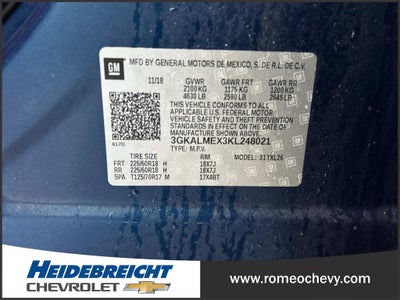 GM
MFD BY GENERAL MOTORS DE MEXICO, S. DE R.L. DE C.V.
11/18 GVWR GAWR FRT GAWR RR
2100 KG 1175 KG 1200 KG
4630 LB 2590 LB 2645 LB
THIS VEHICLE CONFORMS TO ALL
APPLICABLE U.S. FEDERAL MOTOR
VEHICLE SAFETY AND THEFT
PREVENTION STANDARDS IN EFFECT
ON THE DATE OF MANUFACTURE
SHOWN ABOVE.
617D
3GKALMEX3KL248021
TYPE: M.P.V. MODEL: 31TXL26
TIRE SIZE RIM
FRT 225/60R18 H 18X7J
RR 225/60R18 H 18X7J
SPA T125/70R17 M 17X4BT
HEIDEBREICHT
CHEVROLET
www.romeochevy.com